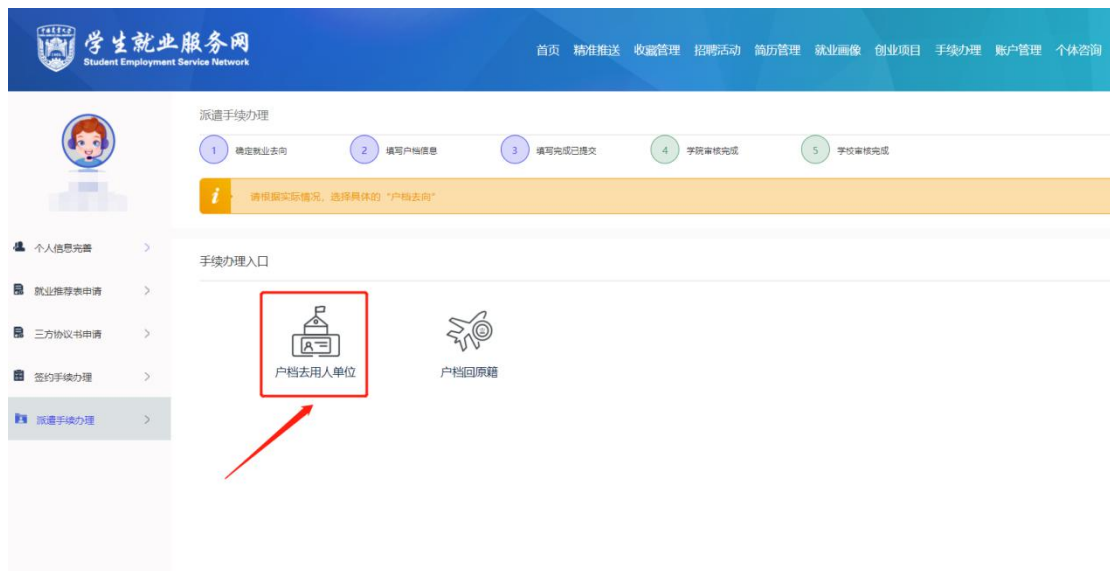 学生就业服务网
Student Employment Service Network
首页 精准推送 收藏管理 招聘活动 简历管理 就业画像 创业项目 手续办理 账户管理 个体咨询
派遣手续办理
1 确定就业去向 2 填写户档信息 3 填写完成已提交 4 学院审核完成 5 学校审核完成
i 请根据实际情况，选择具体的“户档去向”
个人信息完善
就业推荐表申请
三方协议书申请
签约手续办理
派遣手续办理
手续办理入口
户档去用人单位 户档回原籍